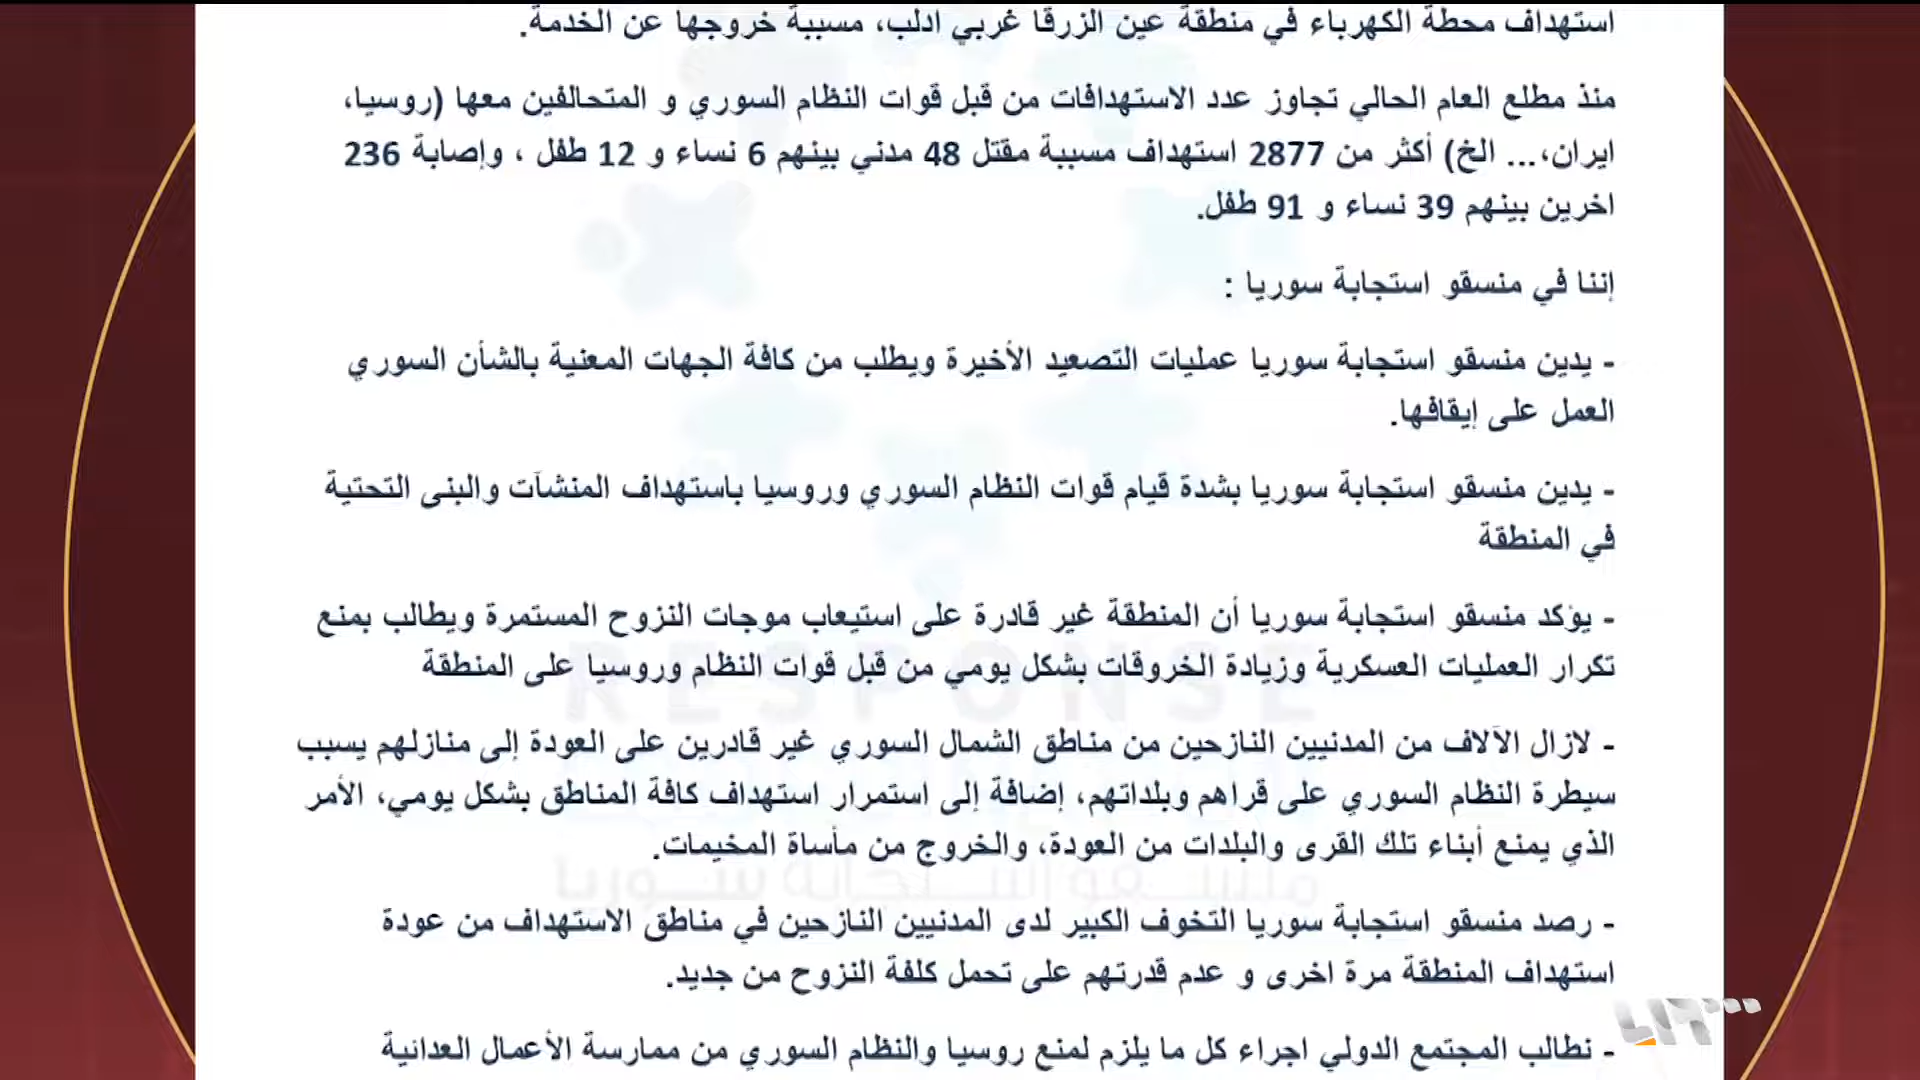 استهداف محطة الكهرباء في منطقة عين الزرقا غربي ادلب، مسببة خروجها عن الخدمة.
منذ مطلع العام الحالي تجاوز عدد الاستهدافات من قبل قوات النظام السوري و المتحالفين معها (روسيا،
ايران،... الخ) أكثر من 2877 استهداف مسببة مقتل 48 مدني بينهم 6 نساء و 12 طفل ، وإصابة 236
اخرين بينهم 39 نساء و 91 طفل.
إننا في منسقو استجابة سوريا :
- يدين منسقو استجابة سوريا عمليات التصعيد الأخيرة ويطلب من كافة الجهات المعنية بالشأن السوري
العمل على إيقافها.
- يدين منسقو استجابة سوريا بشدة قيام قوات النظام السوري وروسيا باستهداف المنشآت والبنى التحتية
في المنطقة
- يؤكد منسقو استجابة سوريا أن المنطقة غير قادرة على استيعاب موجات النزوح المستمرة ويطالب بمنع
تكرار العمليات العسكرية وزيادة الخروقات بشكل يومي من قبل قوات النظام وروسيا على المنطقة
RESPONSE
- لازال الآلاف من المدنيين النازحين من مناطق الشمال السوري غير قادرين على العودة إلى منازلهم يسبب
سيطرة النظام السوري على قراهم وبلداتهم، إضافة إلى استمرار استهداف كافة المناطق بشكل يومي، الأمر
الذي يمنع أبناء تلك القرى والبلدات من العودة، والخروج من مأساة المخيمات.
منسقو استجابة سوريا
- رصد منسقو استجابة سوريا التخوف الكبير لدى المدنيين النازحين في مناطق الاستهداف من عودة
استهداف المنطقة مرة اخرى و عدم قدرتهم على تحمل كلفة النزوح من جديد.
- نطالب المجتمع الدولي اجراء كل ما يلزم لمنع روسيا والنظام السوري من ممارسة الأعمال العدائية